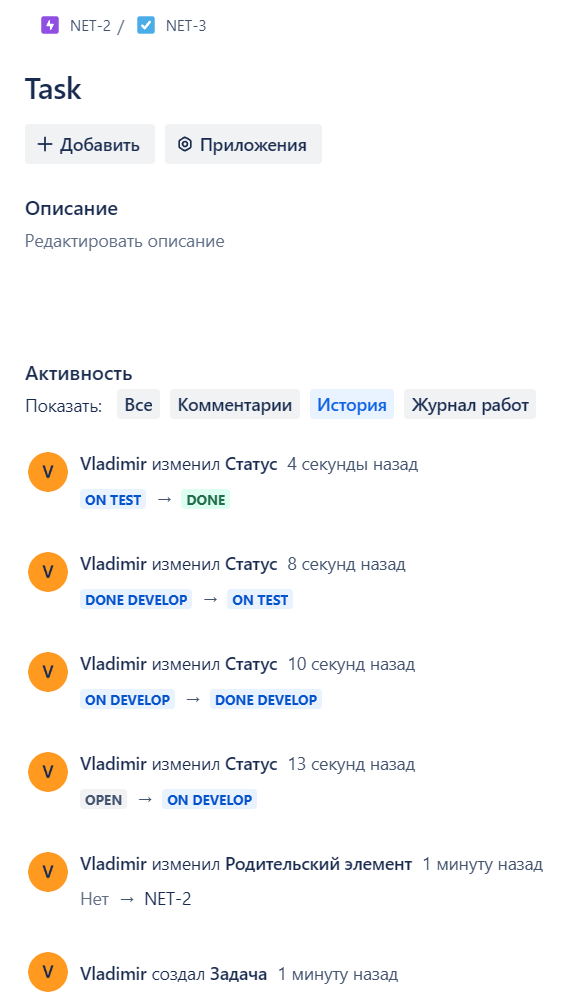 NET-2 / NET-3
Task
Добавить Приложения
Описание
Редактировать описание
Активность
Показать: Все Комментарии История Журнал работ
V Vladimir изменил Статус 4 секунды назад
ON TEST → DONE
V Vladimir изменил Статус 8 секунд назад
DONE DEVELOP → ON TEST
V Vladimir изменил Статус 10 секунд назад
ON DEVELOP → DONE DEVELOP
V Vladimir изменил Статус 13 секунд назад
OPEN → ON DEVELOP
V Vladimir изменил Родительский элемент 1 минуту назад
Нет → NET-2
V Vladimir создал Задача 1 минуту назад